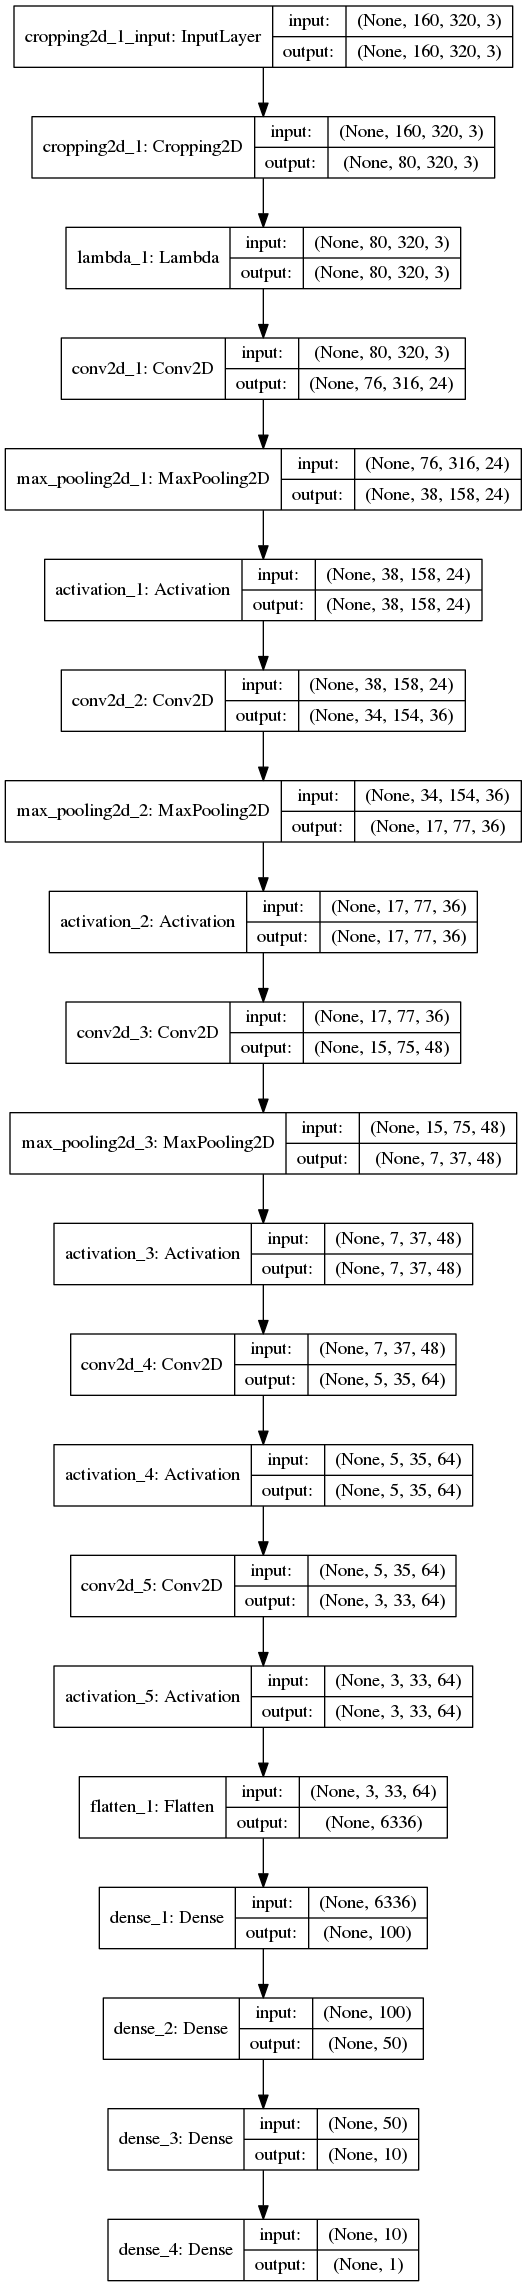 cropping2d_1_input: InputLayer
input:
(None, 160, 320, 3)
output:
(None, 160, 320, 3)
cropping2d_1: Cropping2D
input:
(None, 160, 320, 3)
output:
(None, 80, 320, 3)
lambda_1: Lambda
input:
(None, 80, 320, 3)
output:
(None, 80, 320, 3)
conv2d_1: Conv2D
input:
(None, 80, 320, 3)
output:
(None, 76, 316, 24)
max_pooling2d_1: MaxPooling2D
input:
(None, 76, 316, 24)
output:
(None, 38, 158, 24)
activation_1: Activation
input:
(None, 38, 158, 24)
output:
(None, 38, 158, 24)
conv2d_2: Conv2D
input:
(None, 38, 158, 24)
output:
(None, 34, 154, 36)
max_pooling2d_2: MaxPooling2D
input:
(None, 34, 154, 36)
output:
(None, 17, 77, 36)
activation_2: Activation
input:
(None, 17, 77, 36)
output:
(None, 17, 77, 36)
conv2d_3: Conv2D
input:
(None, 17, 77, 36)
output:
(None, 15, 75, 48)
max_pooling2d_3: MaxPooling2D
input:
(None, 15, 75, 48)
output:
(None, 7, 37, 48)
activation_3: Activation
input:
(None, 7, 37, 48)
output:
(None, 7, 37, 48)
conv2d_4: Conv2D
input:
(None, 7, 37, 48)
output:
(None, 5, 35, 64)
activation_4: Activation
input:
(None, 5, 35, 64)
output:
(None, 5, 35, 64)
conv2d_5: Conv2D
input:
(None, 5, 35, 64)
output:
(None, 3, 33, 64)
activation_5: Activation
input:
(None, 3, 33, 64)
output:
(None, 3, 33, 64)
flatten_1: Flatten
input:
(None, 3, 33, 64)
output:
(None, 6336)
dense_1: Dense
input:
(None, 6336)
output:
(None, 100)
dense_2: Dense
input:
(None, 100)
output:
(None, 50)
dense_3: Dense
input:
(None, 50)
output:
(None, 10)
dense_4: Dense
input:
(None, 10)
output:
(None, 1)